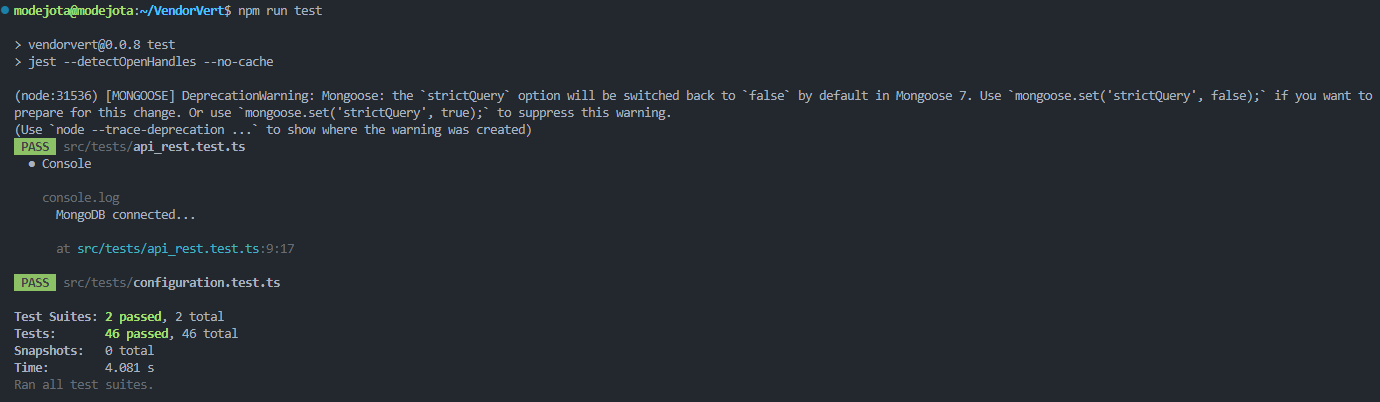 modejota@modejota:~/VendorVert$ npm run test
> vendorvert@0.0.8 test
> jest --detectOpenHandles --no-cache
(node:31536) [MONGOOSE] DeprecationWarning: Mongoose: the `strictQuery` option will be switched back to `false` by default in Mongoose 7. Use `mongoose.set('strictQuery', false);` if you want to
prepare for this change. Or use `mongoose.set('strictQuery', true);` to suppress this warning.
(Use `node --trace-deprecation ...` to show where the warning was created)
PASS src/tests/api_rest.test.ts
● Console
console.log
MongoDB connected...
at src/tests/api_rest.test.ts:9:17
PASS src/tests/configuration.test.ts
Test Suites: 2 passed, 2 total
Tests: 46 passed, 46 total
Snapshots: 0 total
Time: 4.081 s
Ran all test suites.